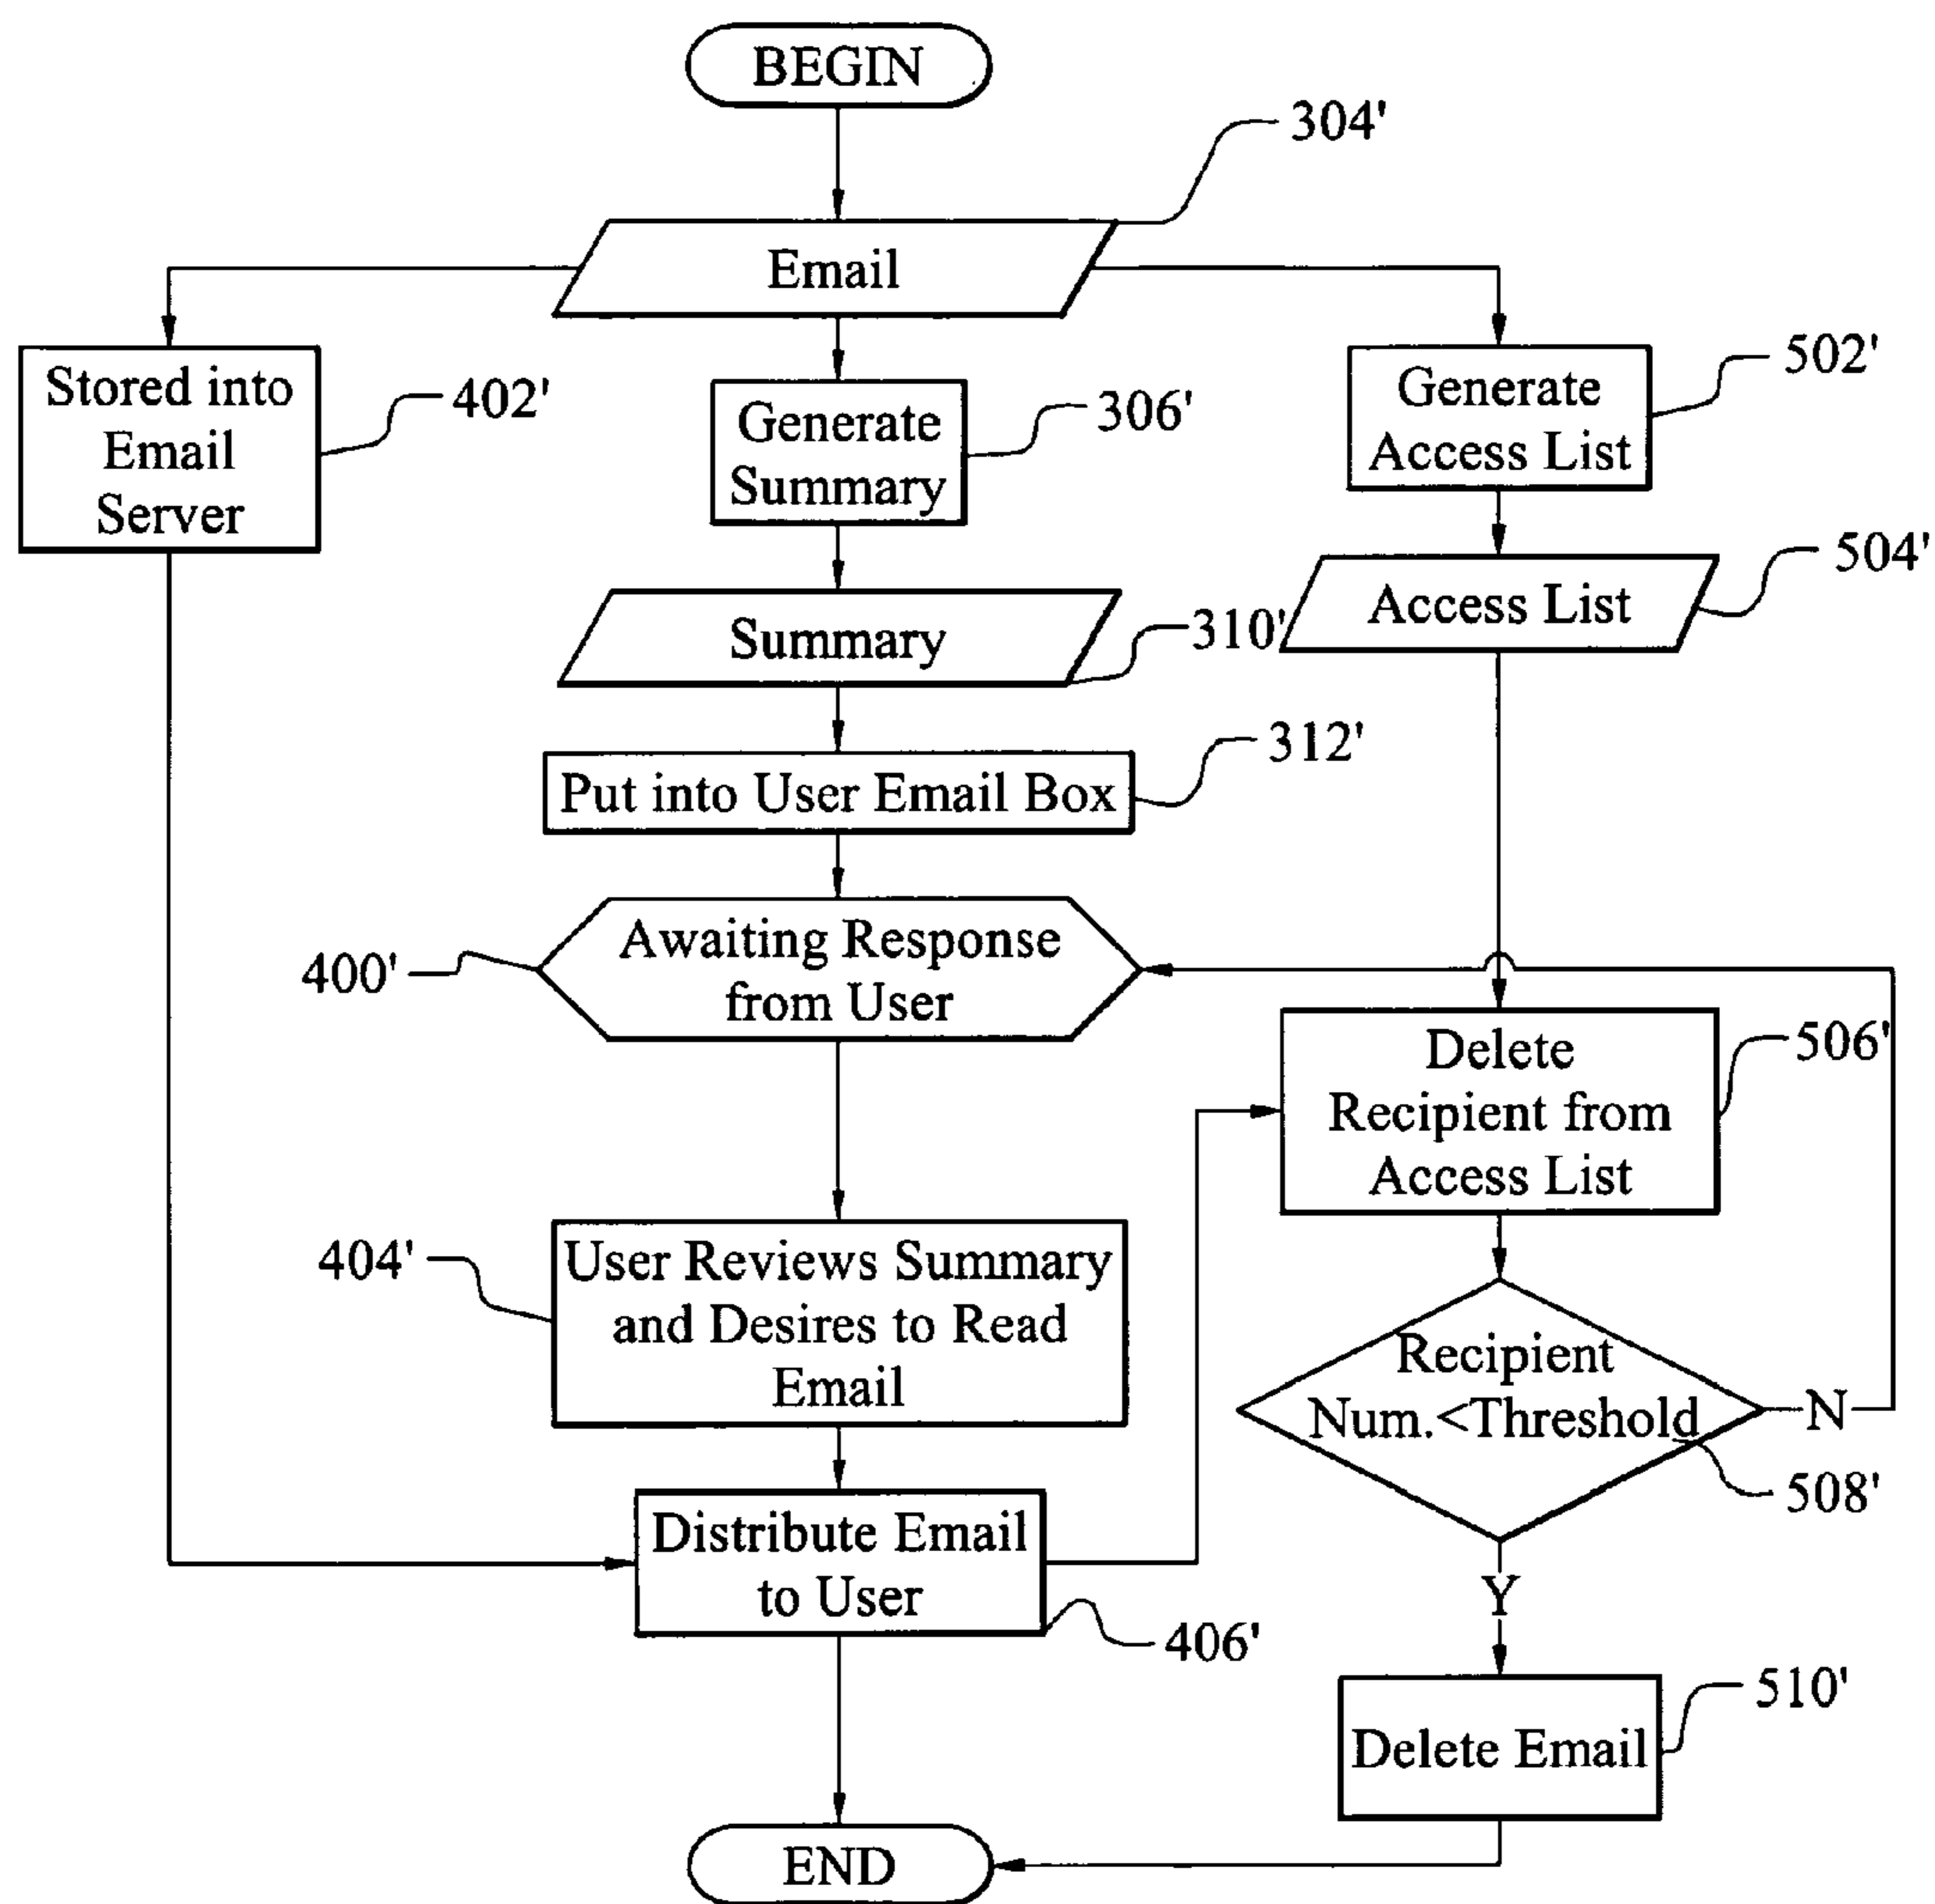 BEGIN
304'
Email
Stored into
Email
Server
402'
Generate
Summary
306'
Generate
Access List
502'
Summary
310'
Access List
504'
Put into User Email Box
312'
Awaiting Response
from User
400'
Delete
Recipient from
Access List
506'
User Reviews Summary
and Desires to Read
Email
404'
Recipient
Num. <Threshold
N
508'
Distribute Email
to User
406'
Y
Delete Email
510'
END